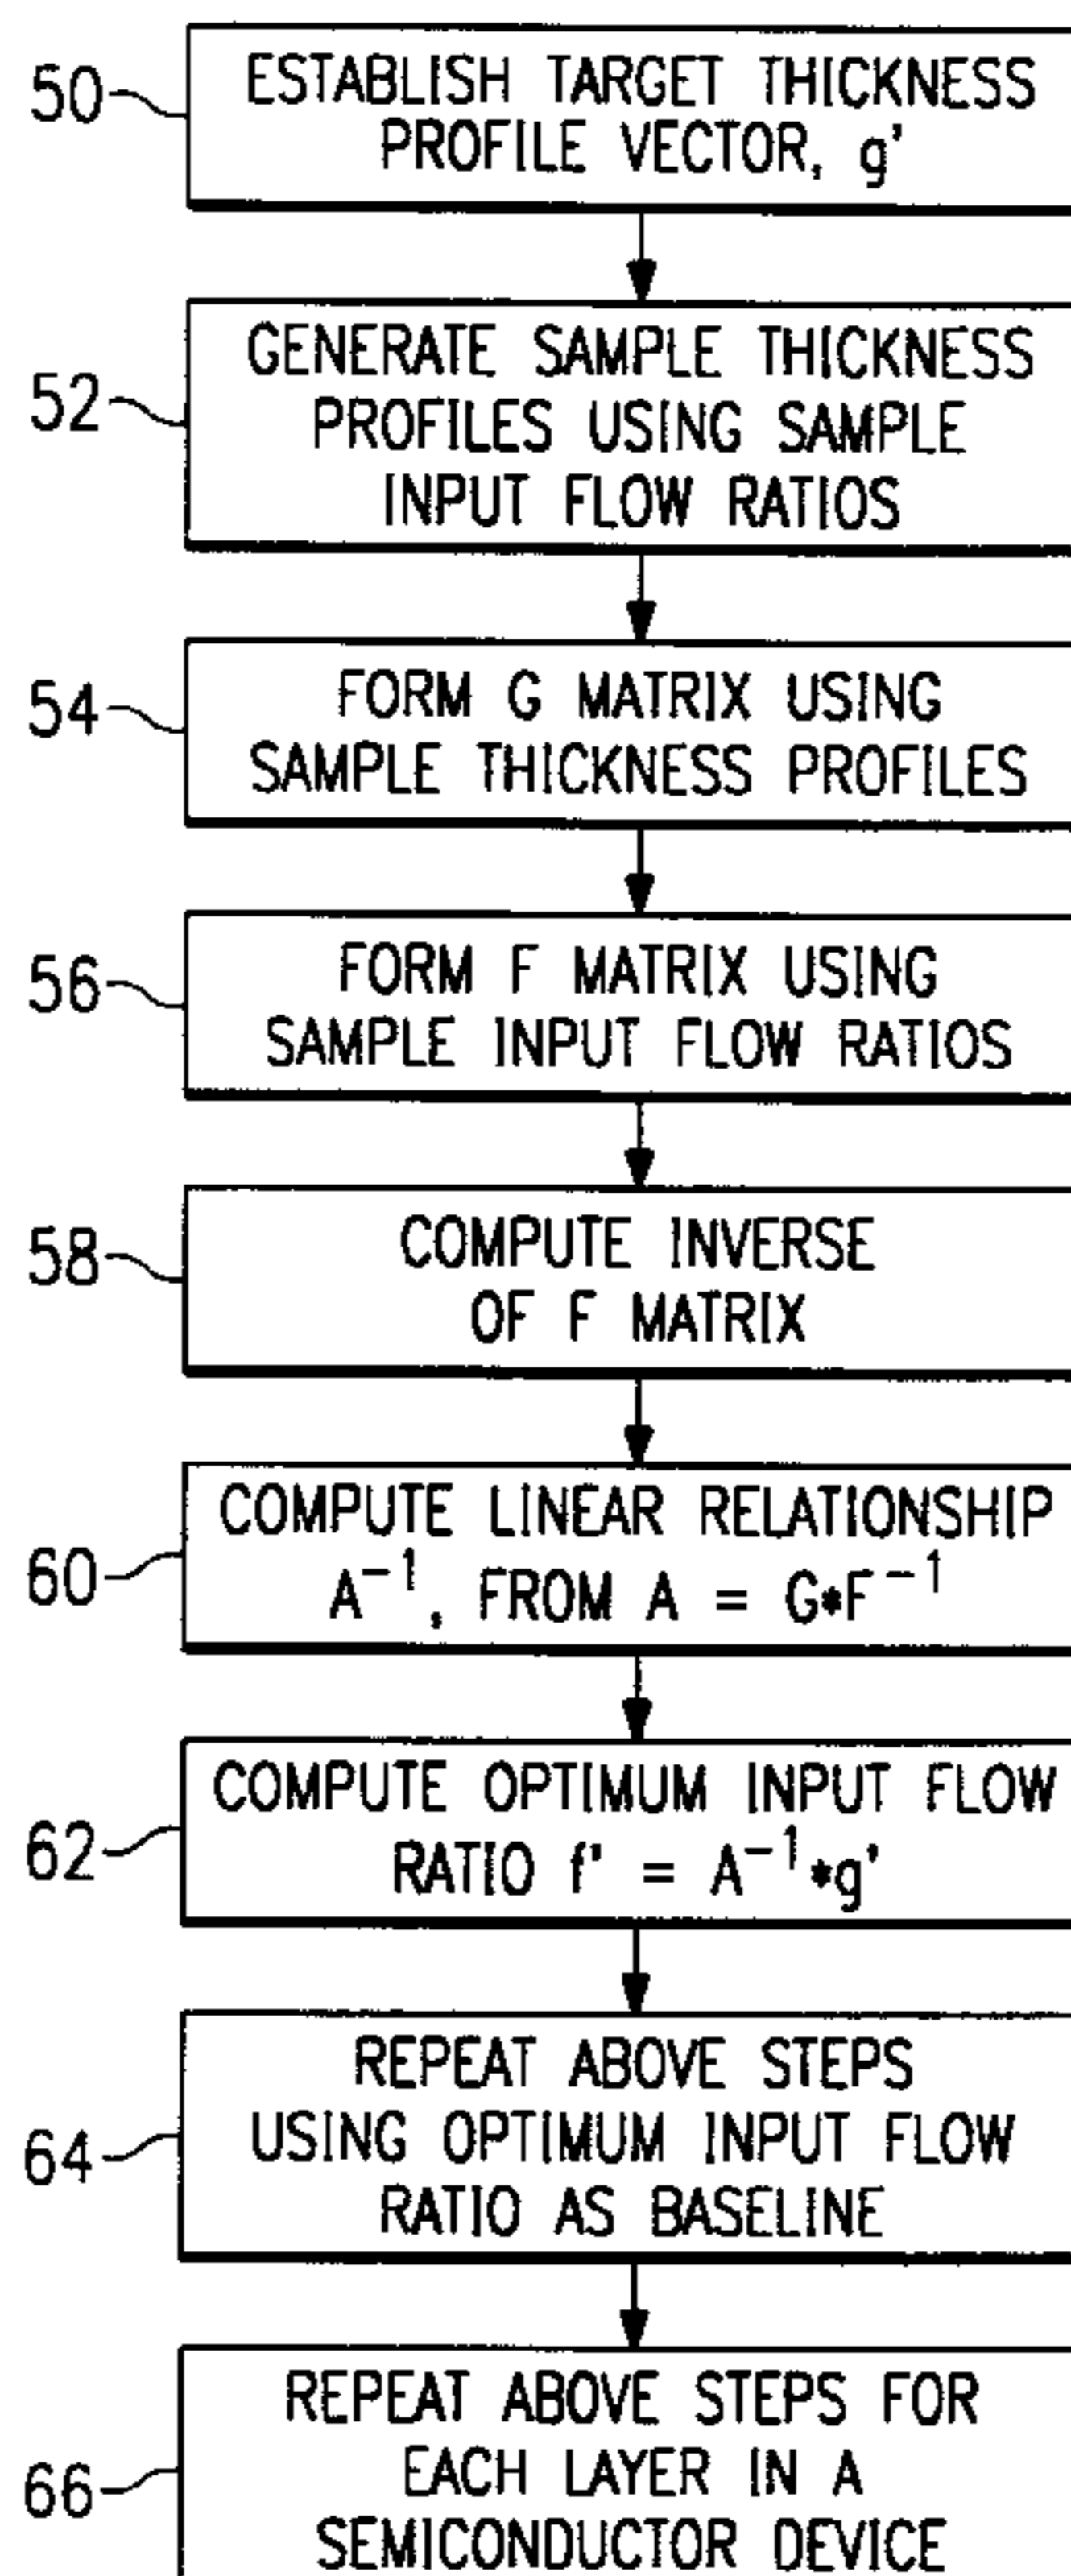 50
ESTABLISH TARGET THICKNESS
PROFILE VECTOR, g'
52
GENERATE SAMPLE THICKNESS
PROFILES USING SAMPLE
INPUT FLOW RATIOS
54
FORM G MATRIX USING
SAMPLE THICKNESS PROFILES
56
FORM F MATRIX USING
SAMPLE INPUT FLOW RATIOS
58
COMPUTE INVERSE
OF F MATRIX
60
COMPUTE LINEAR RELATIONSHIP
A⁻¹, FROM A = G*F⁻¹
62
COMPUTE OPTIMUM INPUT FLOW
RATIO f' = A⁻¹*g'
64
REPEAT ABOVE STEPS
USING OPTIMUM INPUT FLOW
RATIO AS BASELINE
66
REPEAT ABOVE STEPS FOR
EACH LAYER IN A
SEMICONDUCTOR DEVICE